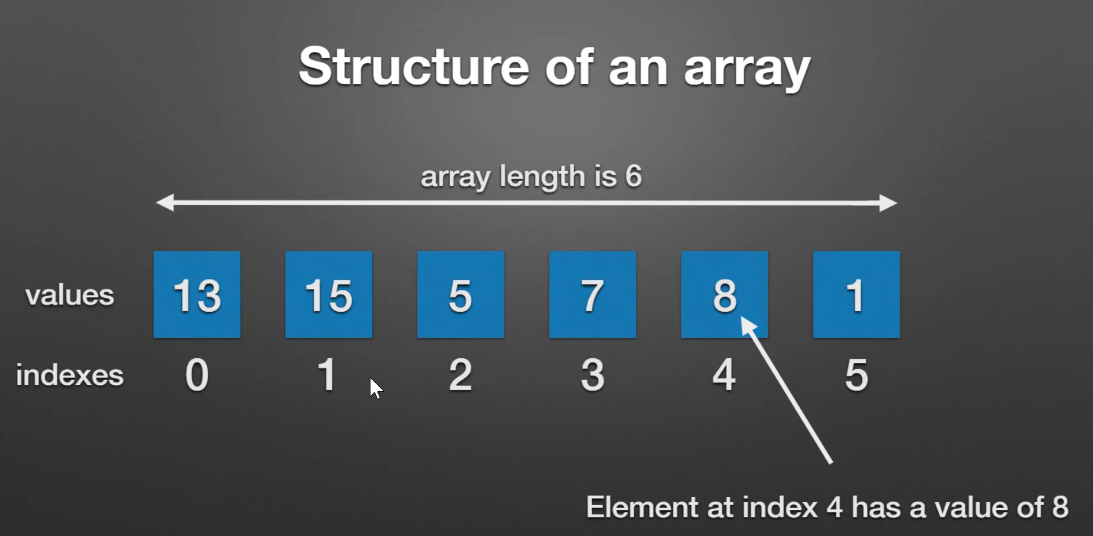 Structure of an array
array length is 6
values 13 15 5 7 8 1
indexes 0 1 2 3 4 5
Element at index 4 has a value of 8